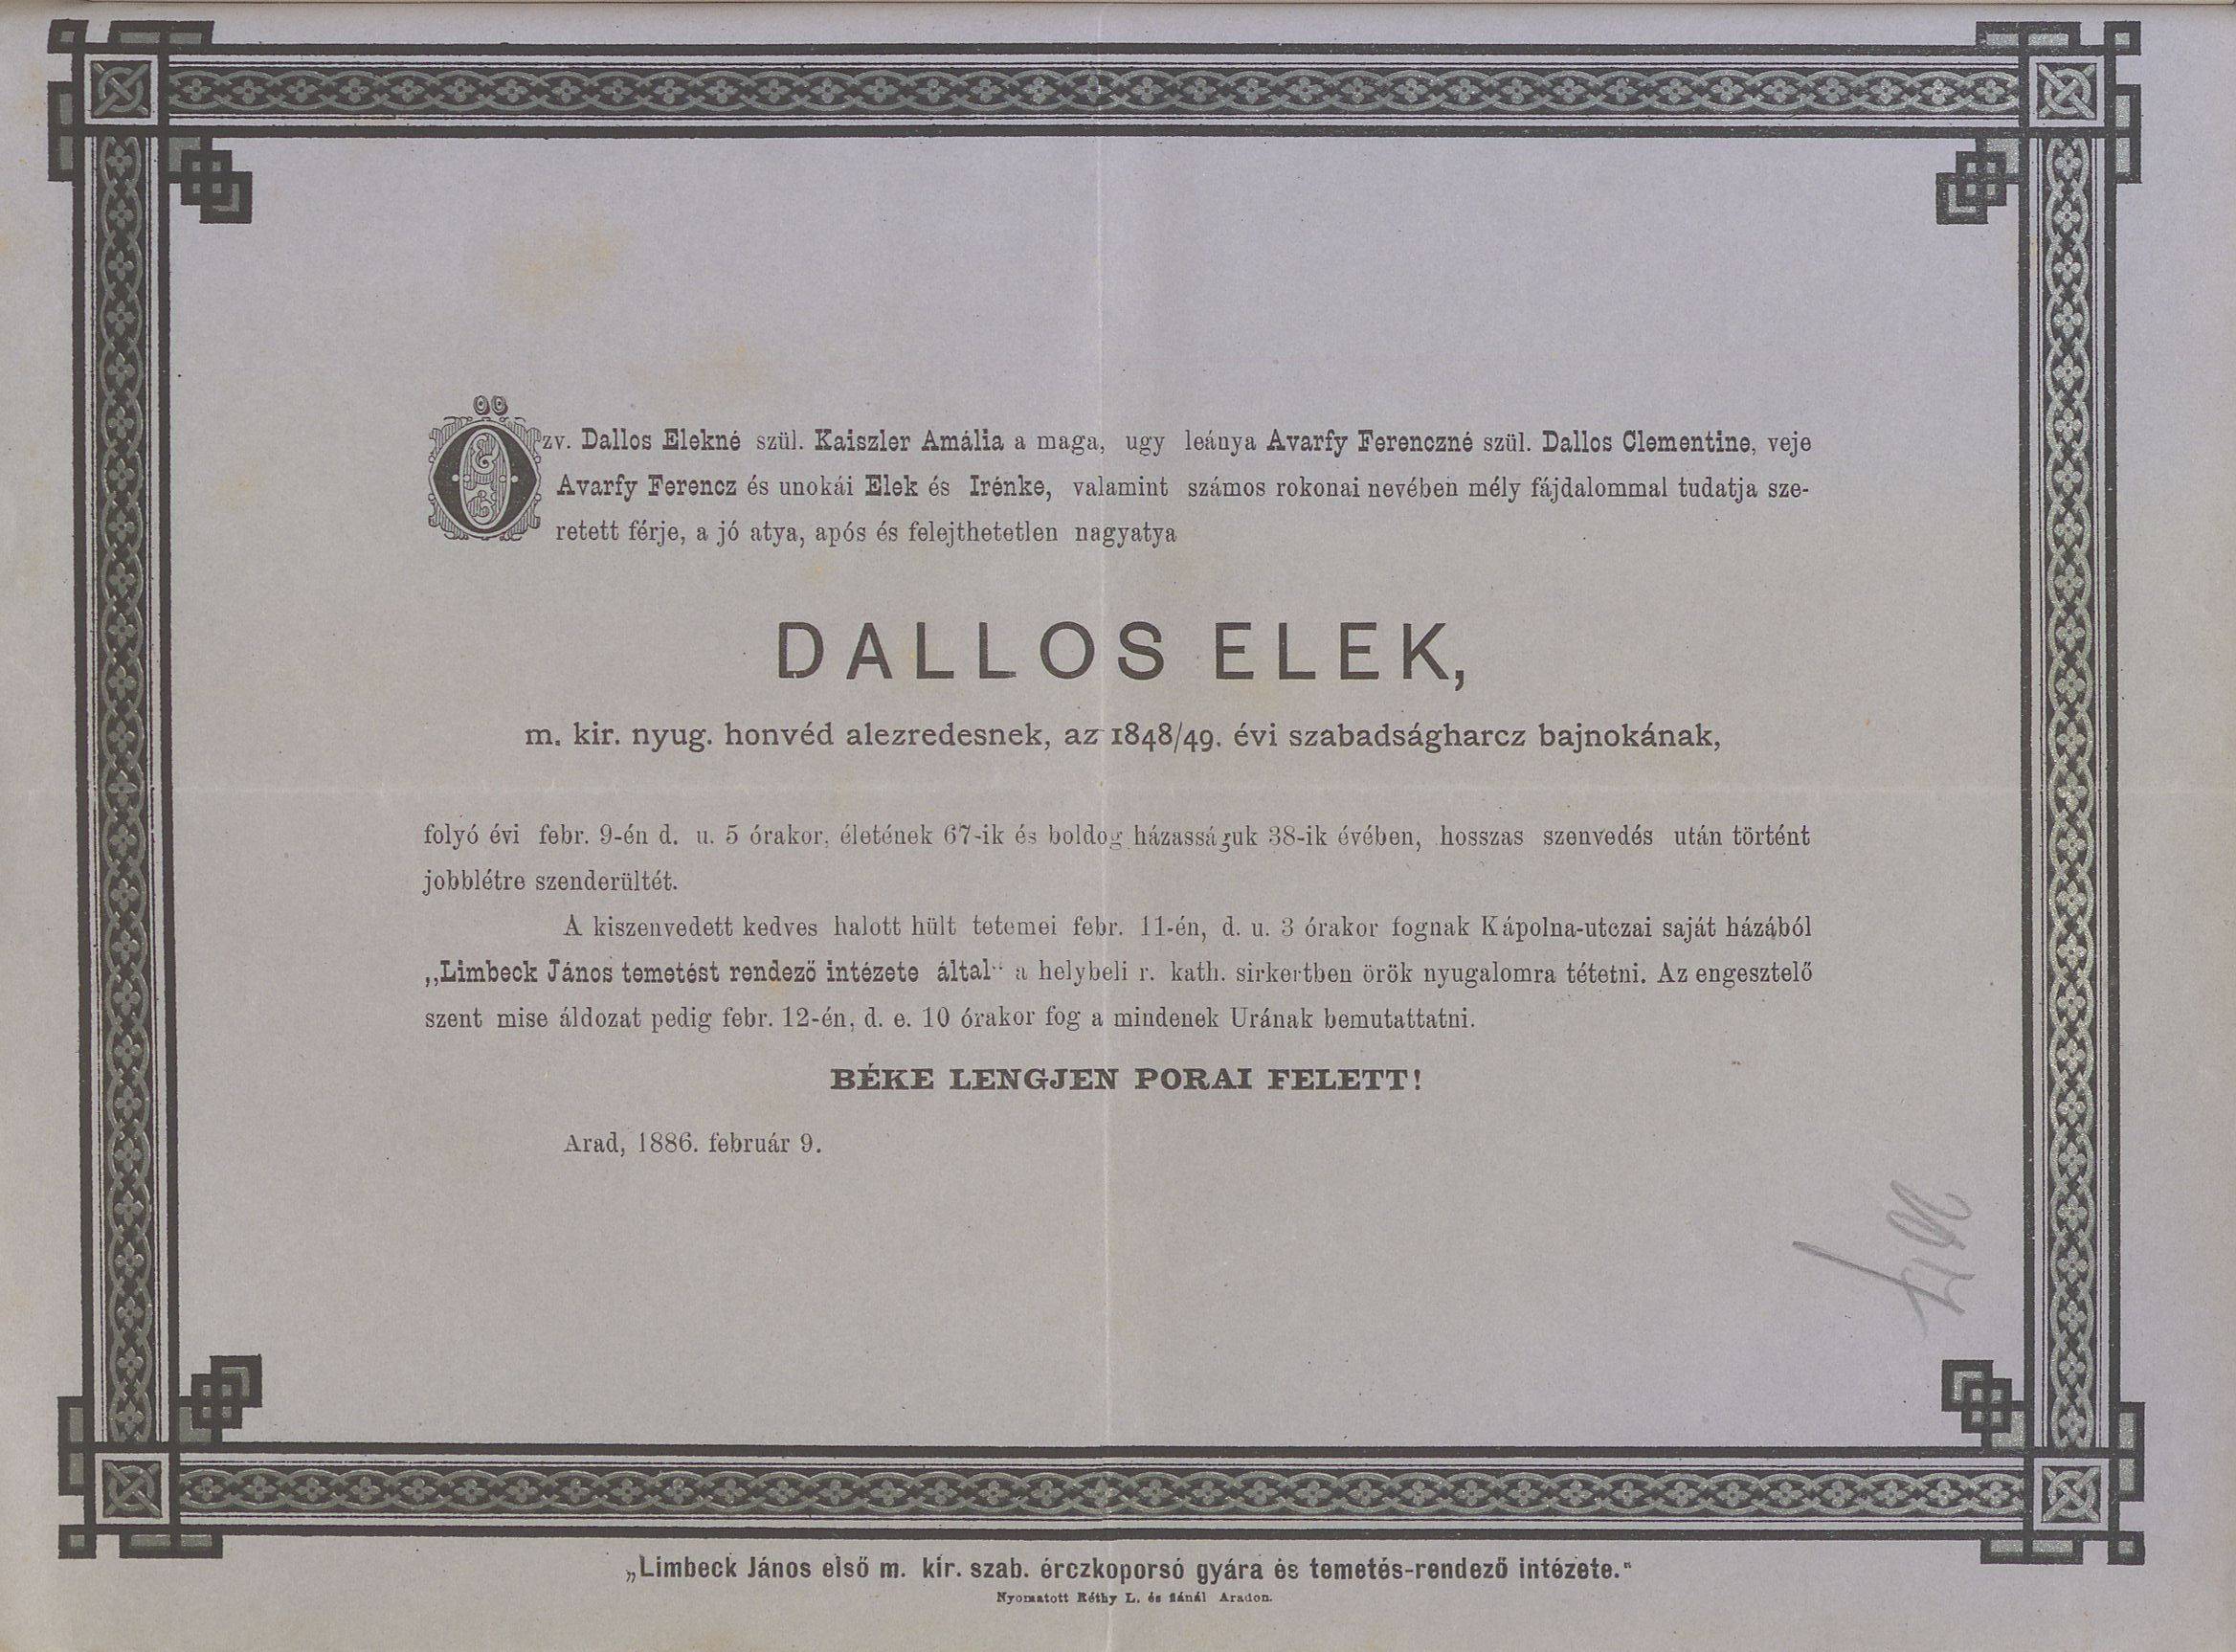 Özv. Dallos Elekné szül. Kaiszler Amália a maga, ugy leánya Avarfy Ferenczné szül. Dallos Clementine, veje
Avarfy Ferencz és unokái Elek és Irénke, valamint számos rokonai nevében mély fájdalommal tudatja sze-
retett férje, a jó atya, após és felejthetetlen nagyatya
DALLOS ELEK,
m. kir. nyug. honvéd alezredesnek, az 1848/49. évi szabadságharcz bajnokának,
folyó évi febr. 9-én d. u. 5 órakor, életének 67-ik és boldog házasságuk 38-ik évében, hosszas szenvedés után történt
jobblétre szenderültét.
A kiszenvedett kedves halott hült tetemei febr. 11-én, d. u. 3 órakor fognak Kápolna-utczai saját házából
„Limbeck János temetést rendező intézete által“ a helybeli r. kath. sirkertben örök nyugalomra tétetni. Az engesztelő
szent mise áldozat pedig febr. 12-én, d. e. 10 órakor fog a mindenek Urának bemutattatni.
BÉKE LENGJEN PORAI FELETT!
Arad, 1886. február 9.
„Limbeck János első m. kir. szab. érczkoporsó gyára és temetés-rendező intézete."
Nyomatott Réthy L. és fiánál Aradon.